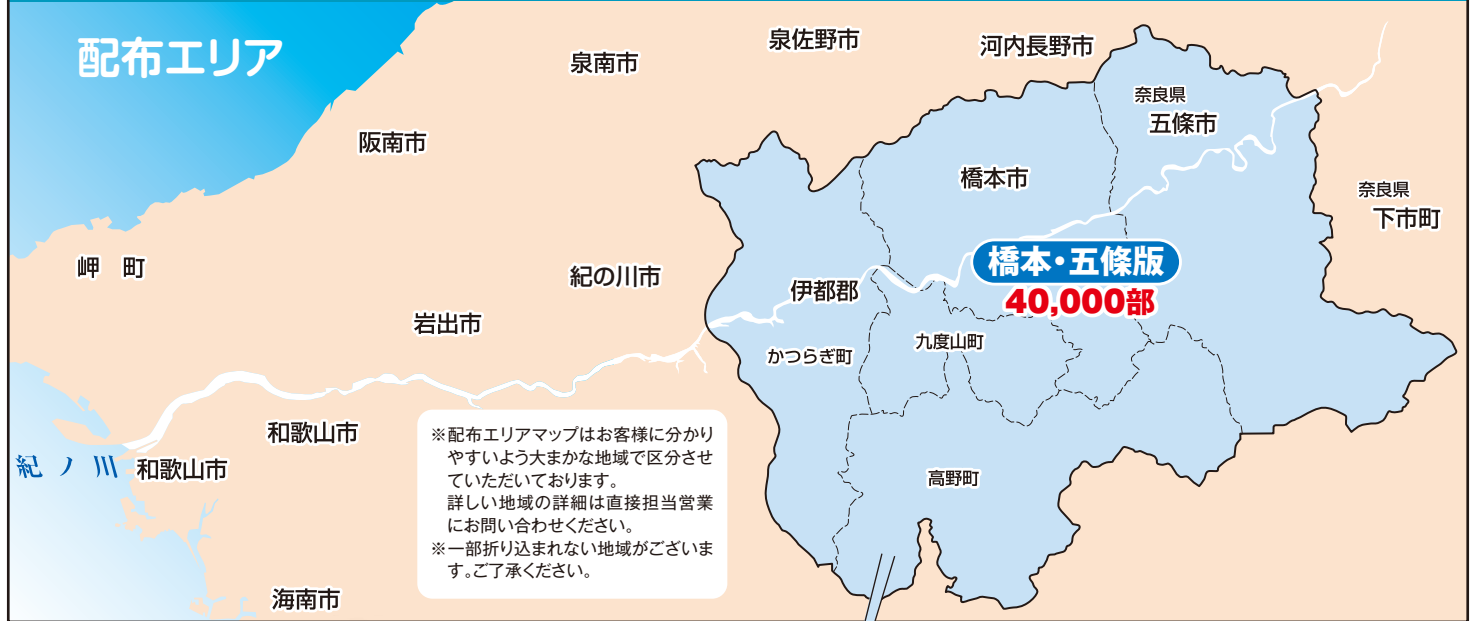 配布エリア
泉佐野市
河内長野市
泉南市
奈良県
五條市
阪南市
橋本市
奈良県
下市町
岬 町
紀の川市
伊都郡
橋本・五條版
40,000部
岩出市
かつらぎ町
九度山町
和歌山市
紀ノ川
和歌山市
高野町
海南市
※配布エリアマップはお客様に分かり
やすいよう大まかな地域で区分させ
ていただいております。
詳しい地域の詳細は直接担当営業
にお問い合わせください。
※一部折り込まれない地域がございま
す。ご了承ください。